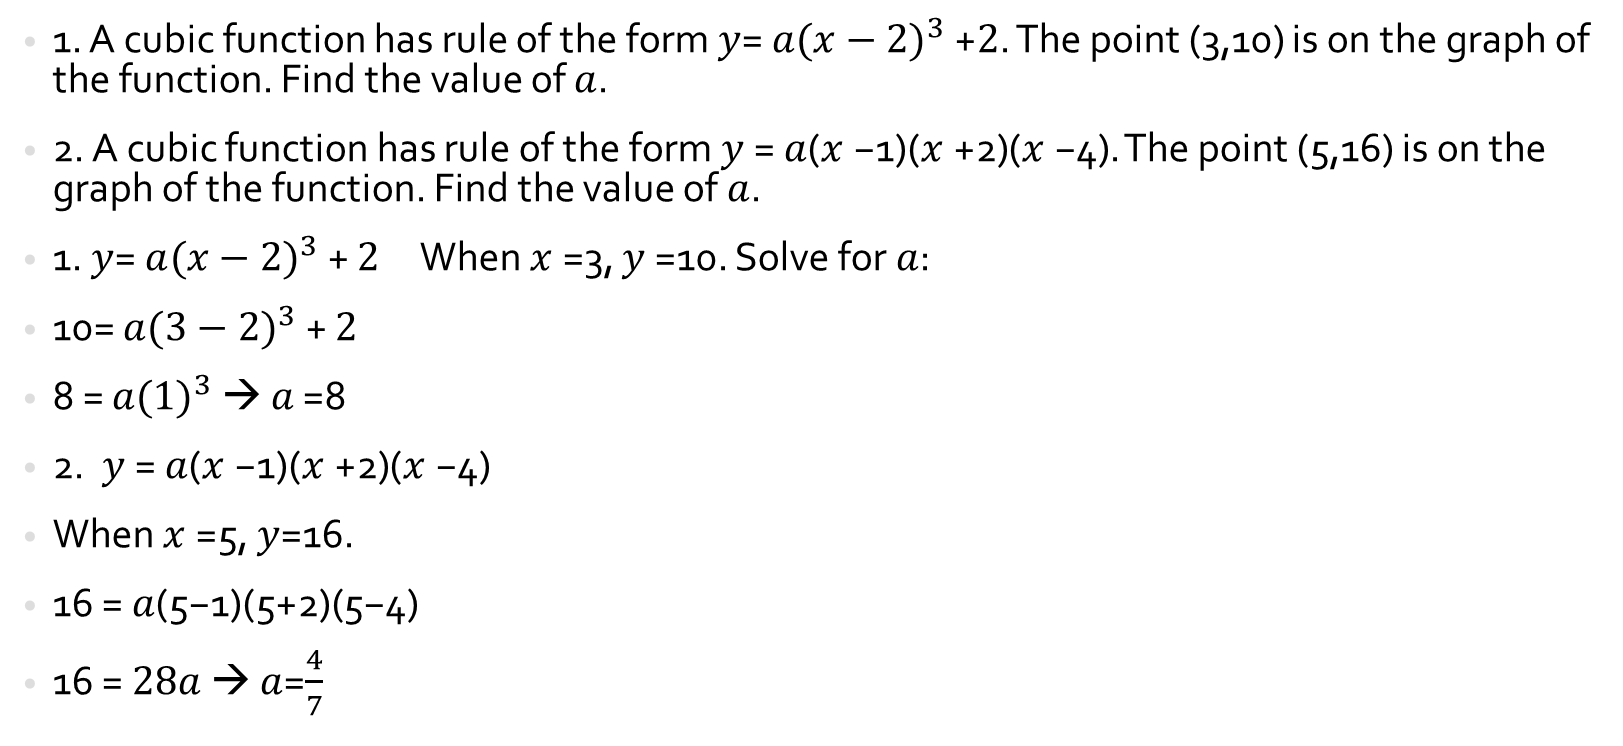 • 1. A cubic function has rule of the form y= a(x − 2)³ +2. The point (3,10) is on the graph of
the function. Find the value of a.
• 2. A cubic function has rule of the form y = a(x −1)(x +2)(x −4). The point (5,16) is on the
graph of the function. Find the value of a.
• 1. y= a(x − 2)³ + 2 When x =3, y =10. Solve for a:
• 10= a(3 − 2)³ + 2
• 8 = a(1)³ → a =8
• 2. y = a(x −1)(x +2)(x −4)
• When x =5, y=16.
• 16 = a(5−1)(5+2)(5−4)
• 16 = 28a → a=4/7